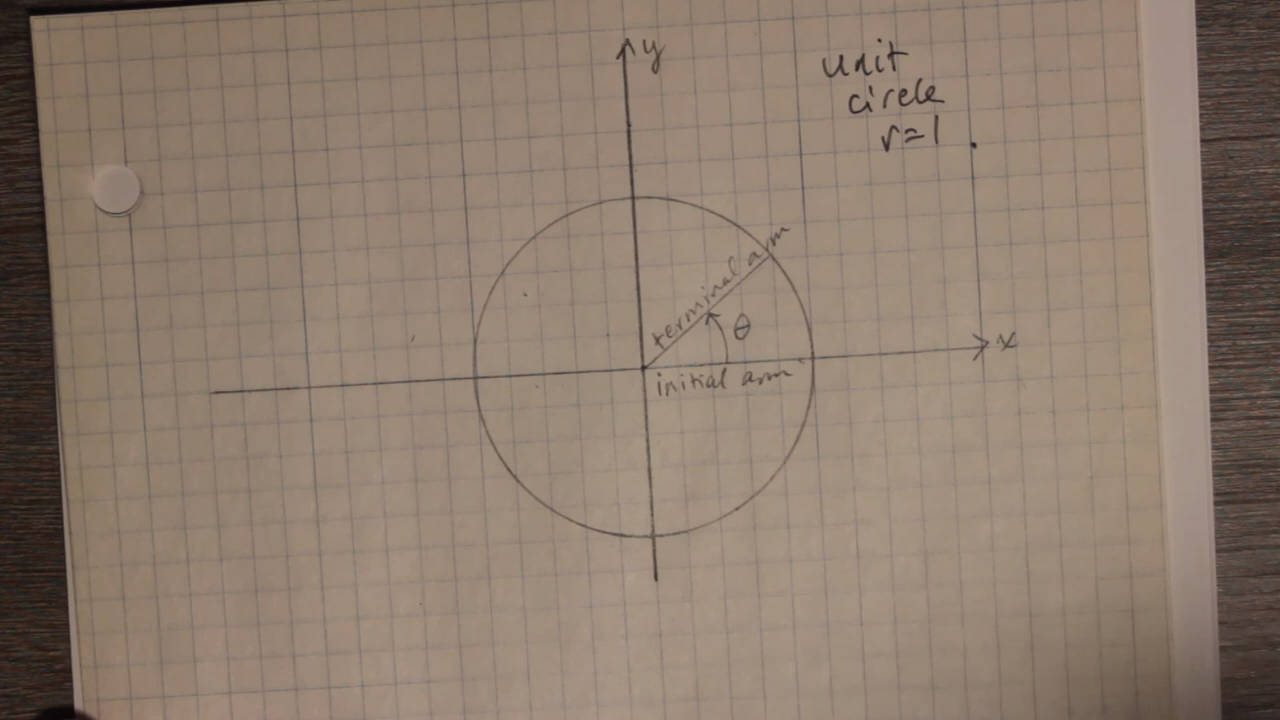 y
unit
circle
r=1
terminal arm
θ
x
initial arm